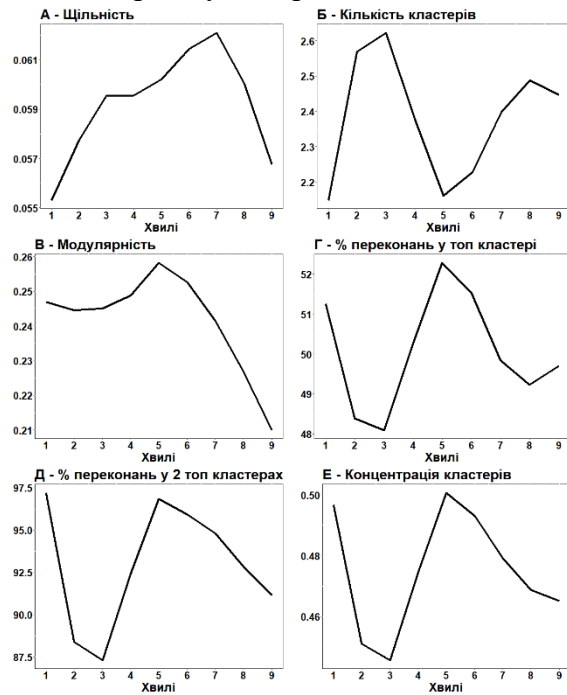 А - Щільність
0.061
0.059
0.057
0.055
1 2 3 4 5 6 7 8 9
Хвилі
Б - Кількість кластерів
2.6
2.5
2.4
2.3
2.2
1 2 3 4 5 6 7 8 9
Хвилі
В - Модулярність
0.26
0.25
0.24
0.23
0.22
0.21
1 2 3 4 5 6 7 8 9
Хвилі
Г - % переконань у топ кластері
52
51
50
49
48
1 2 3 4 5 6 7 8 9
Хвилі
Д - % переконань у 2 топ кластерах
97.5
95.0
92.5
90.0
87.5
1 2 3 4 5 6 7 8 9
Хвилі
Е - Концентрація кластерів
0.50
0.48
0.46
1 2 3 4 5 6 7 8 9
Хвилі